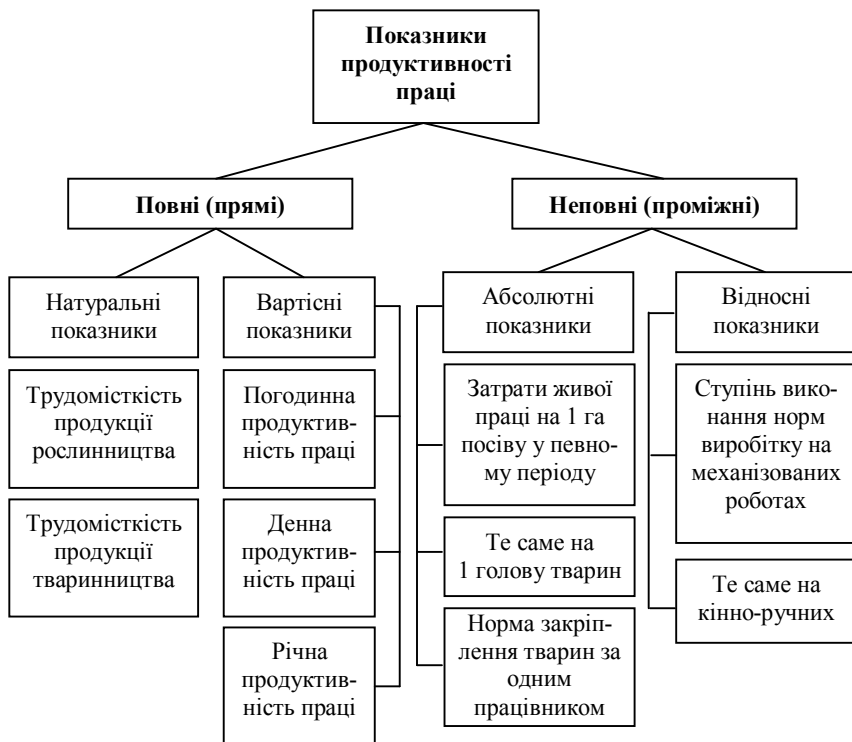 Показники
продуктивності
праці
Повні (прямі)
Неповні (проміжні)
Натуральні
показники
Вартісні
показники
Абсолютні
показники
Відносні
показники
Трудомісткість
продукції
рослинництва
Погодинна
продуктив-
ність праці
Затрати живої
праці на 1 га
посіву у певно-
му періоду
Ступінь вико-
нання норм
виробітку на
механізованих
роботах
Трудомісткість
продукції
тваринництва
Денна
продуктив-
ність праці
Те саме на
1 голову тварин
Те саме на
кінно-ручних
Річна
продуктив-
ність праці
Норма закріп-
лення тварин за
одним
працівником